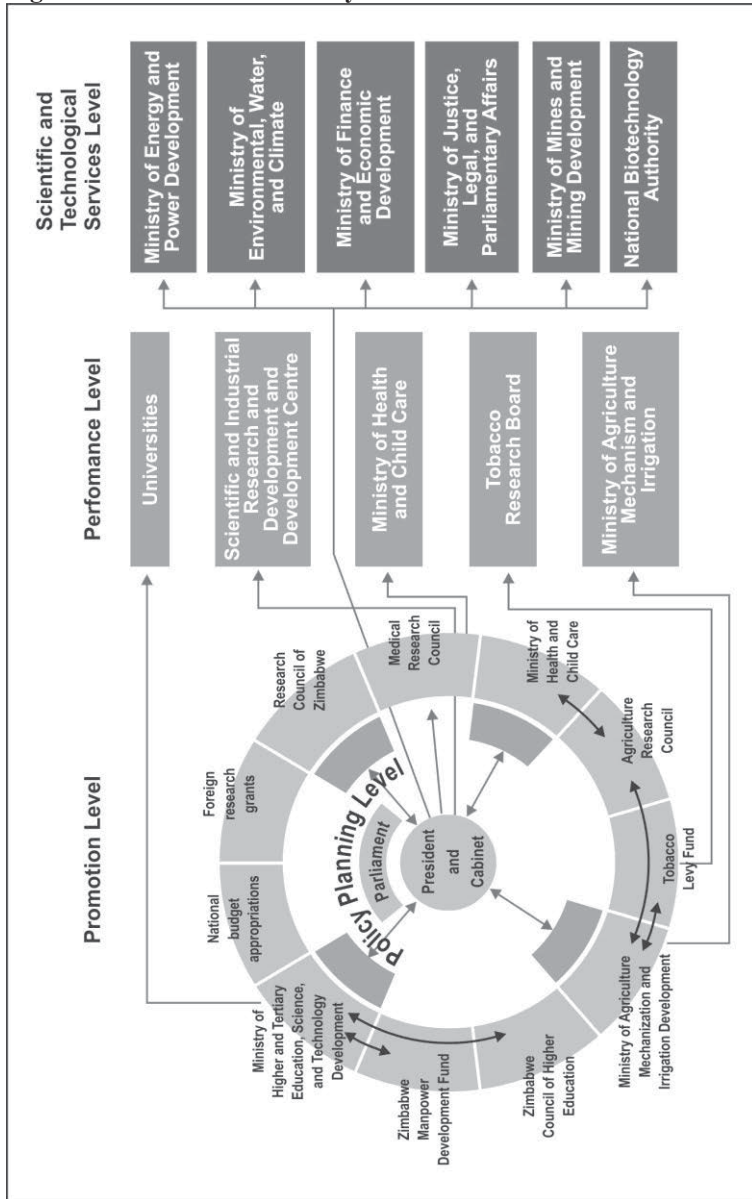 Promotion Level
Perfomance Level
Scientific and
Technological
Services Level
National
budget
appropriations
Foreign
research
grants
Research
Council of
Zimbabwe
Medical
Research
Council
Ministry of
Health and
Child Care
Agriculture
Research
Council
Tobacco
Levy Fund
Ministry of Agriculture
Mechanization and
Irrigation Development
Zimbabwe
Council of Higher
Education
Zimbabwe
Manpower
Development Fund
Ministry of
Higher and Tertiary
Education, Science,
and Technology
Development
Policy Planning Level
Parliament
President
and
Cabinet
Universities
Scientific and Industrial
Research and
Development and
Development Centre
Ministry of Health
and Child Care
Tobacco
Research Board
Ministry of Agriculture
Mechanism and
Irrigation
Ministry of Energy and
Power Development
Ministry of
Environmental, Water,
and Climate
Ministry of Finance
and Economic
Development
Ministry of Justice,
Legal, and
Parliamentary Affairs
Ministry of Mines and
Mining Development
National Biotechnology
Authority